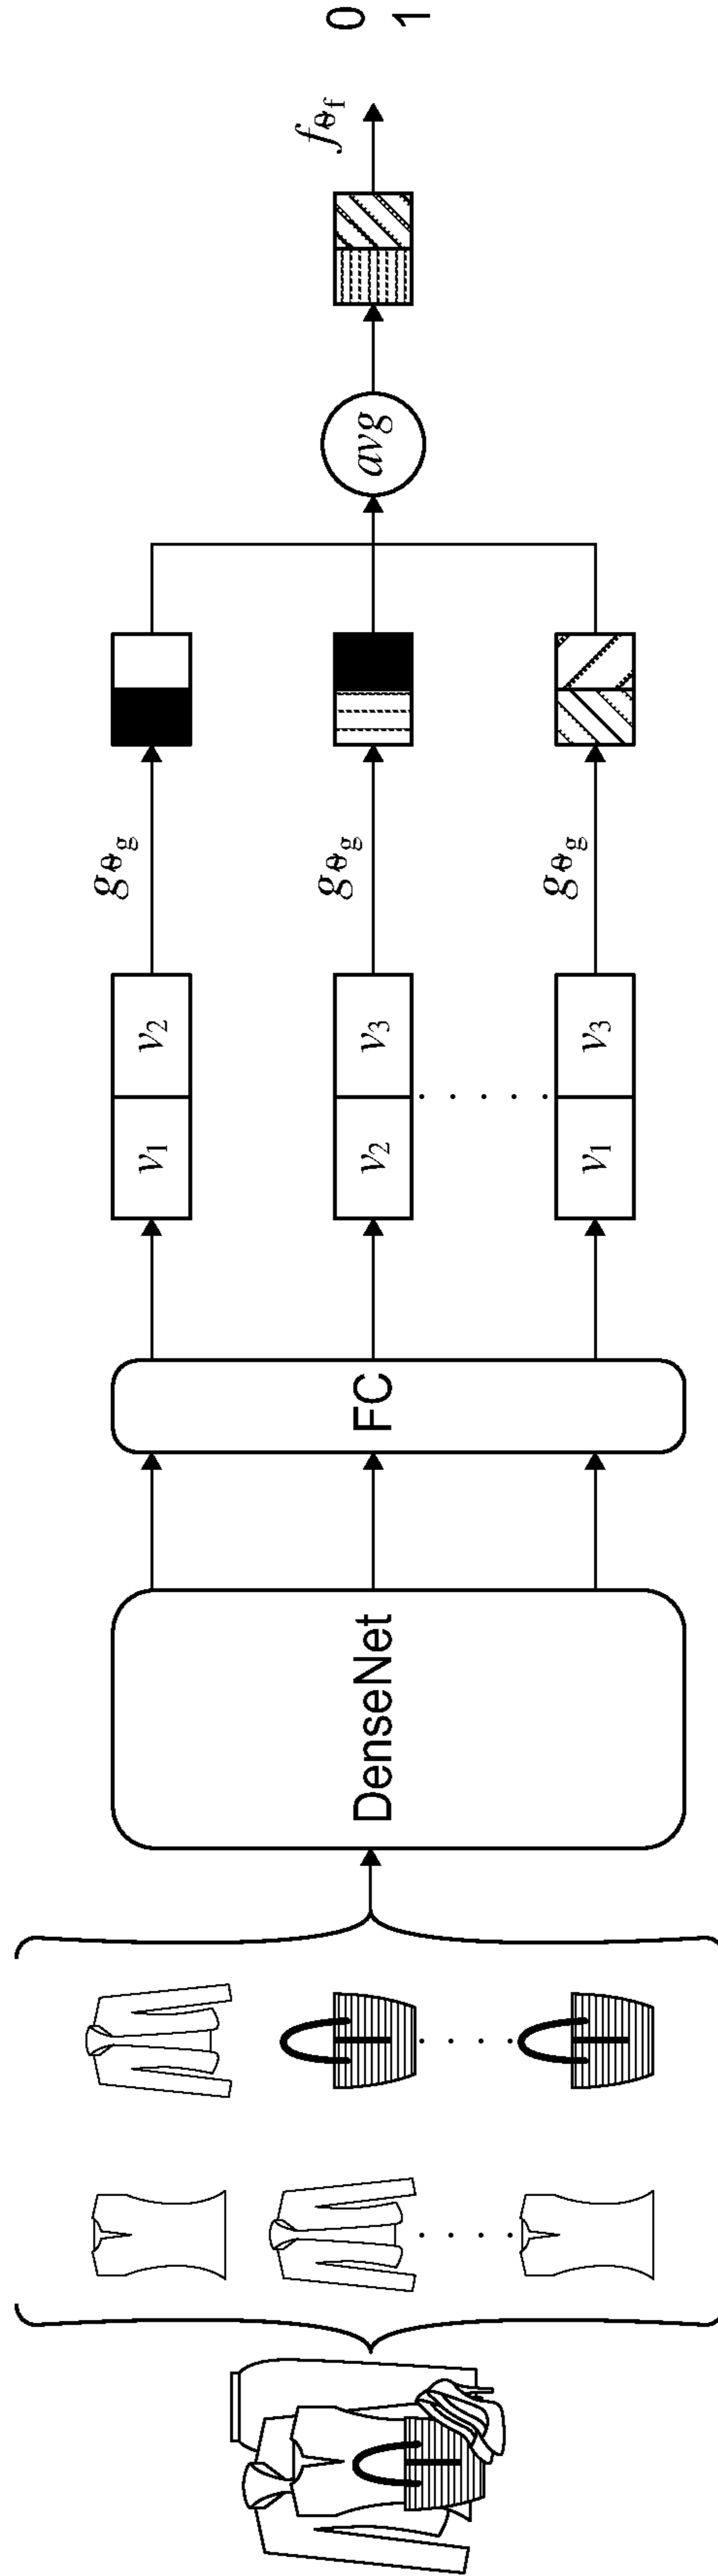 DenseNet
FC
v₁ v₂
v₂ v₃
v₁ v₃
gθg
gθg
gθg
avg
fθf
0
1